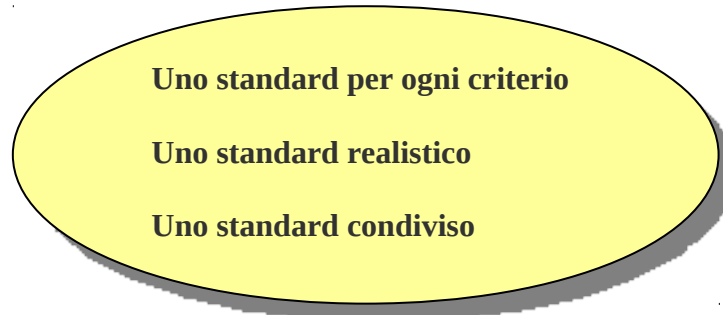 Uno standard per ogni criterio
Uno standard realistico
Uno standard condiviso